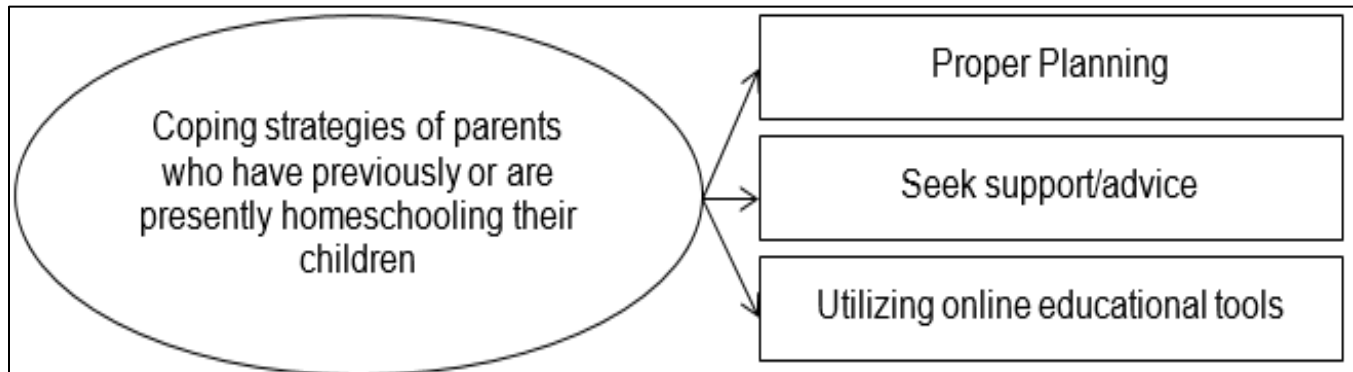 Coping strategies of parents
who have previously or are
presently homeschooling their
children
Proper Planning
Seek support/advice
Utilizing online educational tools